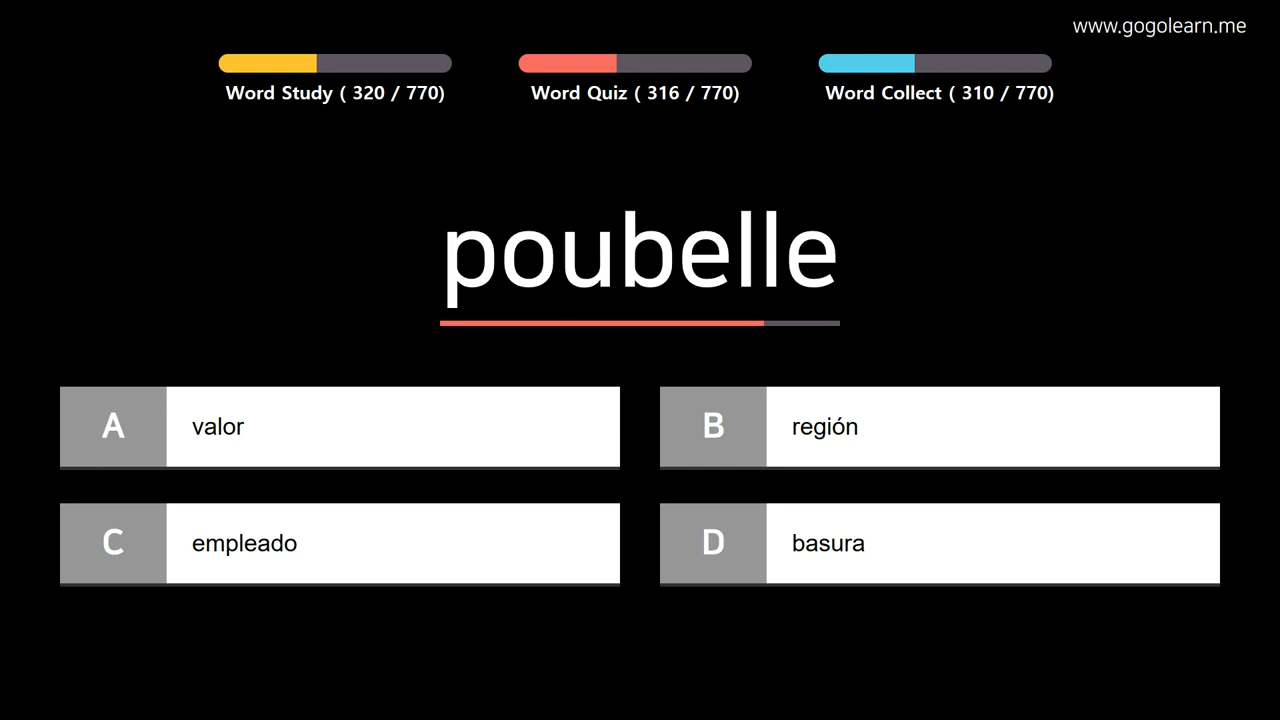 www.gogolearn.me
Word Study ( 320 / 770)
Word Quiz ( 316 / 770)
Word Collect ( 310 / 770)
poubelle
A valor
B región
C empleado
D basura